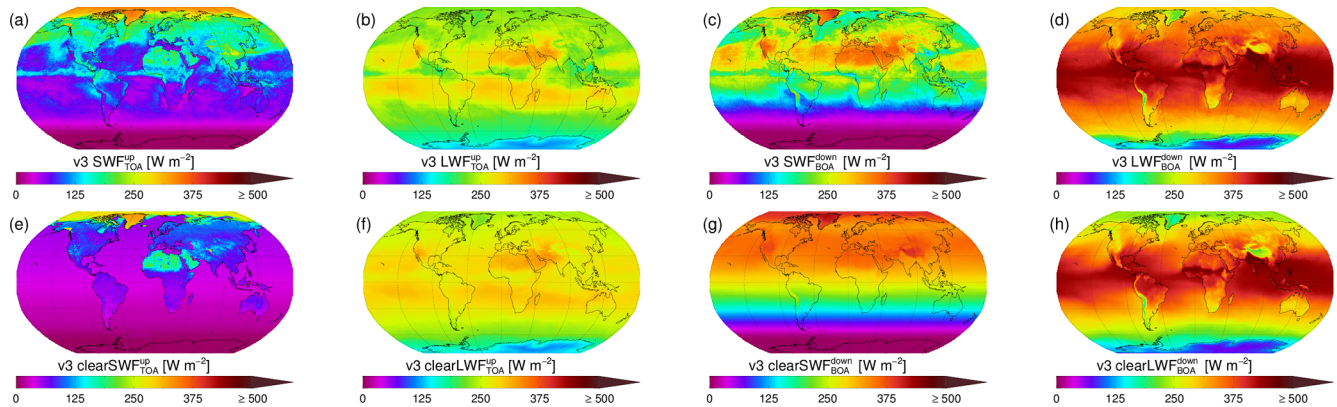 (a) (b) (c) (d)
v3 SWF^up_TOA [W m⁻²] v3 LWF^up_TOA [W m⁻²] v3 SWF^down_BOA [W m⁻²] v3 LWF^down_BOA [W m⁻²]
0 125 250 375 ≥ 500 0 125 250 375 ≥ 500 0 125 250 375 ≥ 500 0 125 250 375 ≥ 500
(e) (f) (g) (h)
v3 clearSWF^up_TOA [W m⁻²] v3 clearLWF^up_TOA [W m⁻²] v3 clearSWF^down_BOA [W m⁻²] v3 clearLWF^down_BOA [W m⁻²]
0 125 250 375 ≥ 500 0 125 250 375 ≥ 500 0 125 250 375 ≥ 500 0 125 250 375 ≥ 500